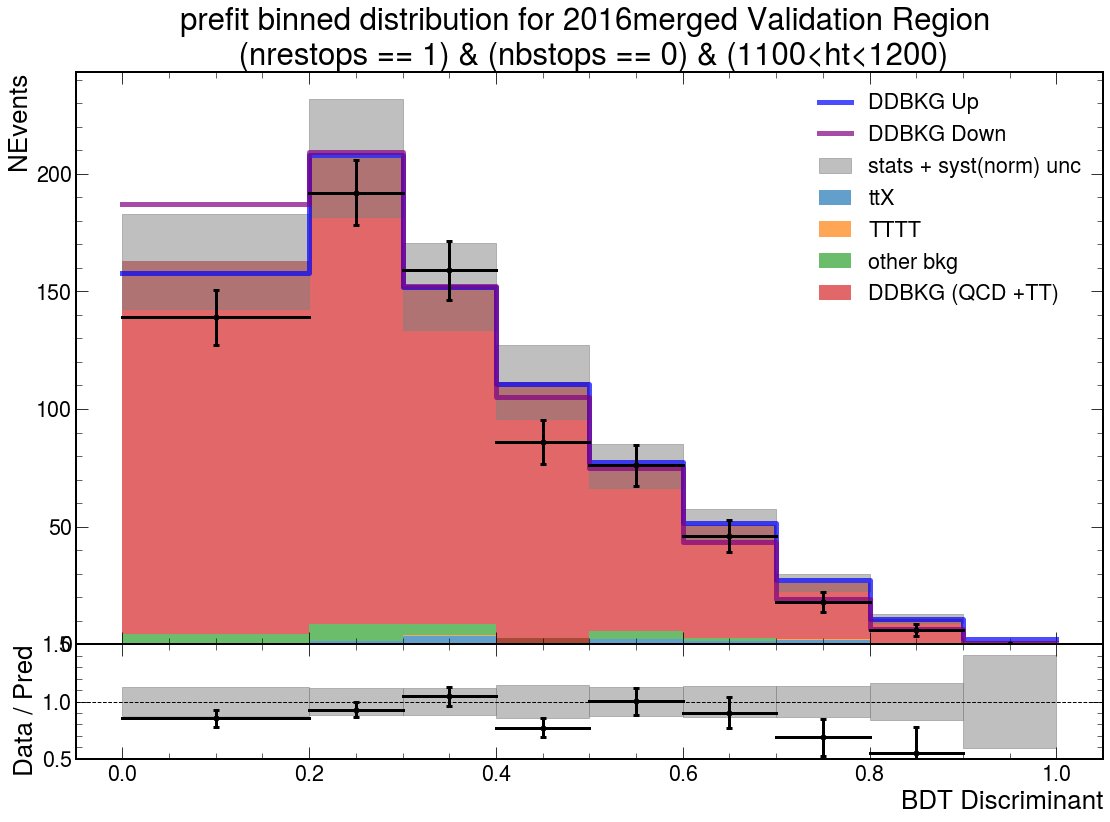 prefit binned distribution for 2016merged Validation Region
(nrestops == 1) & (nbstops == 0) & (1100<ht<1200)
NEvents
200
150
100
50
0
DDBKG Up
DDBKG Down
stats + syst(norm) unc
ttX
TTTT
other bkg
DDBKG (QCD +TT)
Data / Pred
1.5
1.0
0.5
0.0
0.2
0.4
0.6
0.8
1.0
BDT Discriminant